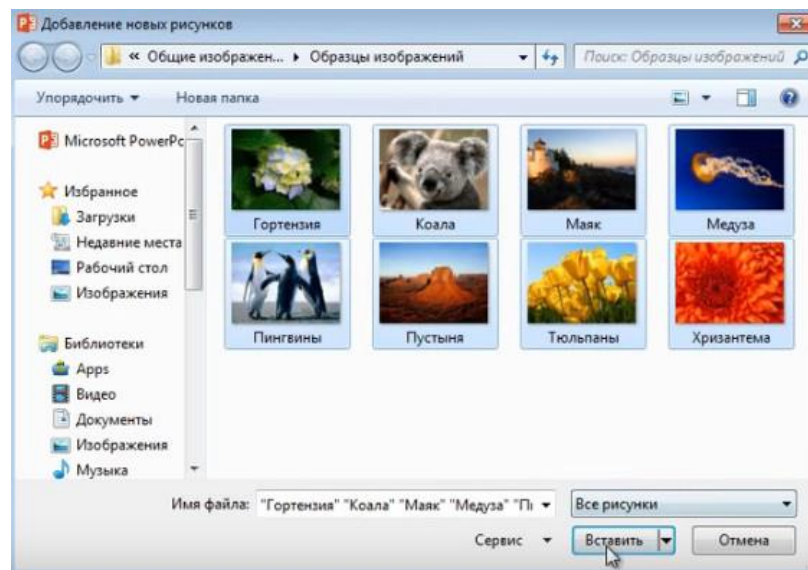 Добавление новых рисунков
« Общие изображен... ▸ Образцы изображений
Поиск: Образцы изображений
Упорядочить
Новая папка
Microsoft PowerPc
Избранное
Загрузки
Недавние места
Рабочий стол
Изображения
Библиотеки
Apps
Видео
Документы
Изображения
Музыка
Гортензия
Коала
Маяк
Медуза
Пингвины
Пустыня
Тюльпаны
Хризантема
Имя файла: "Гортензия" "Коала" "Маяк" "Медуза" "Пı
Все рисунки
Сервис
Вставить
Отмена